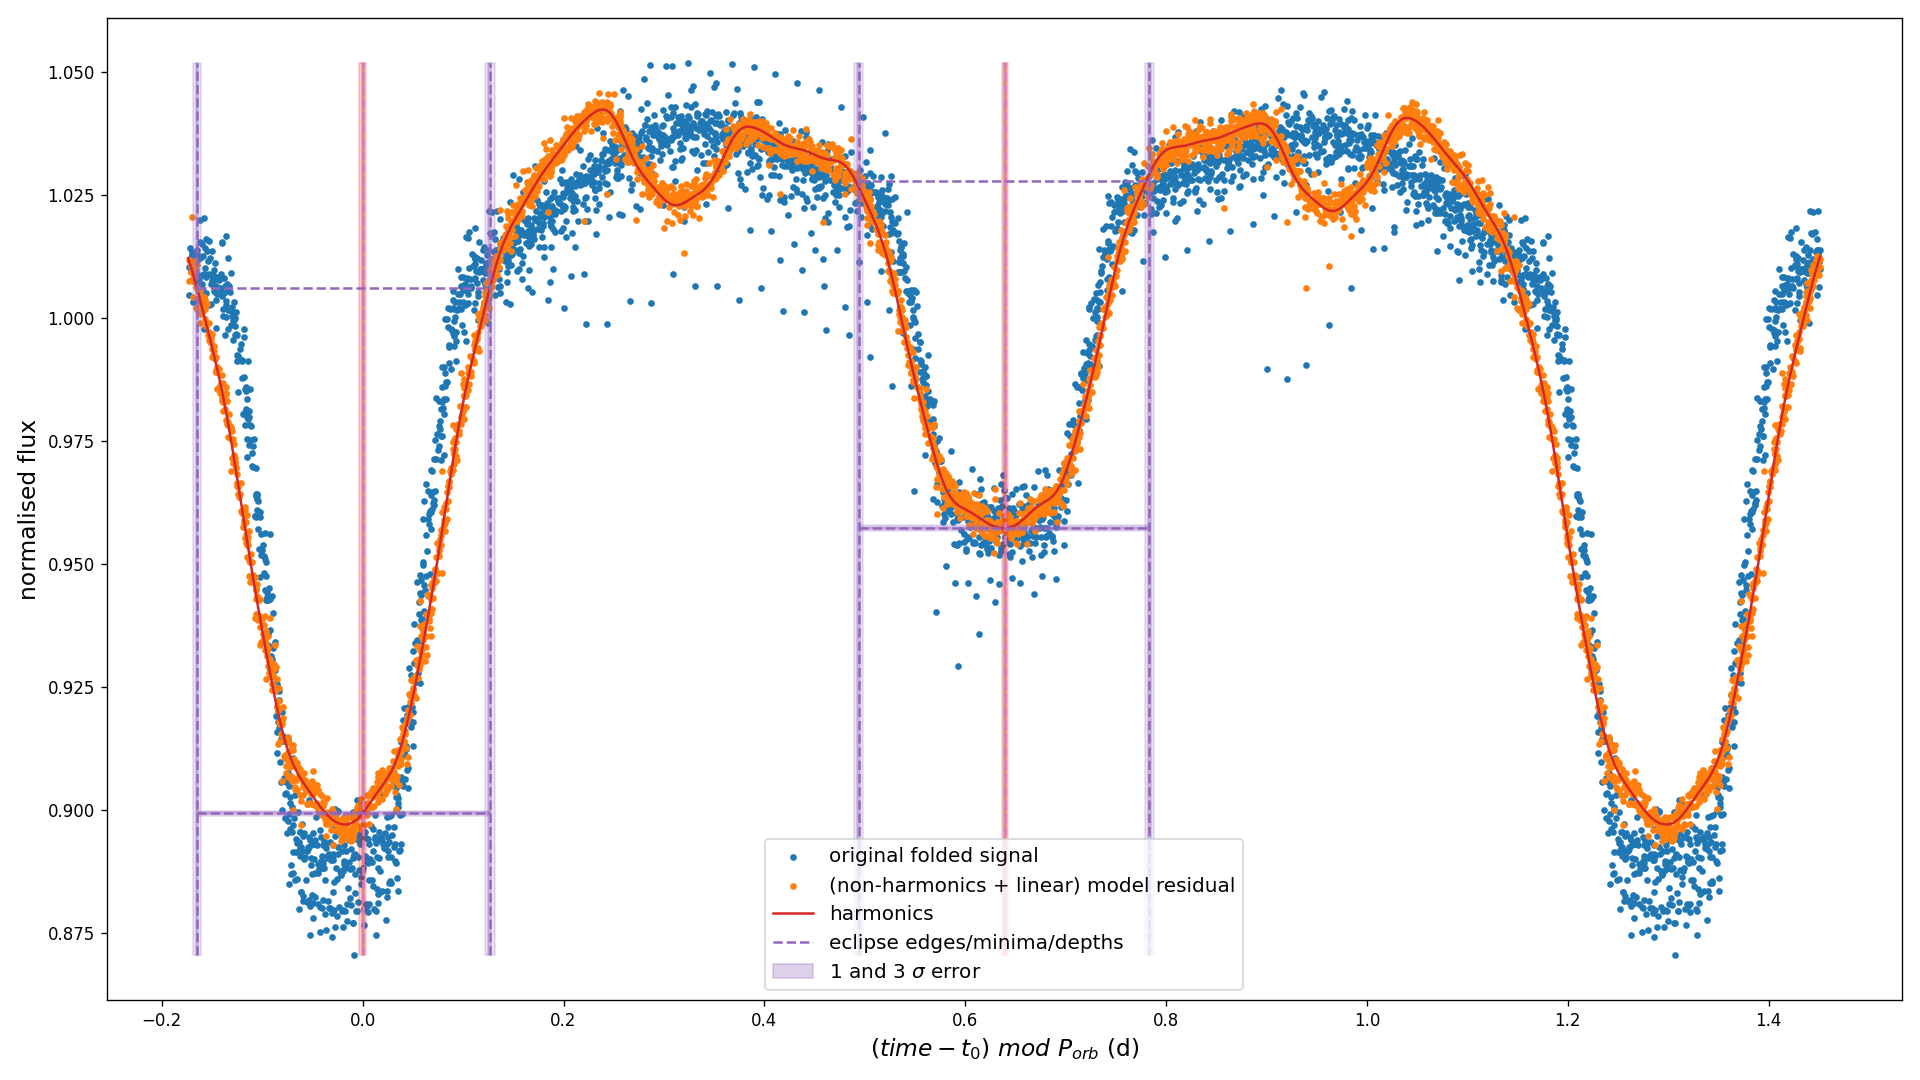 1.050
1.025
1.000
0.975
0.950
0.925
0.900
0.875
normalised flux
original folded signal
(non-harmonics + linear) model residual
harmonics
eclipse edges/minima/depths
1 and 3 σ error
−0.2 0.0 0.2 0.4 0.6 0.8 1.0 1.2 1.4
(time − t₀) mod Pₒᵣb (d)